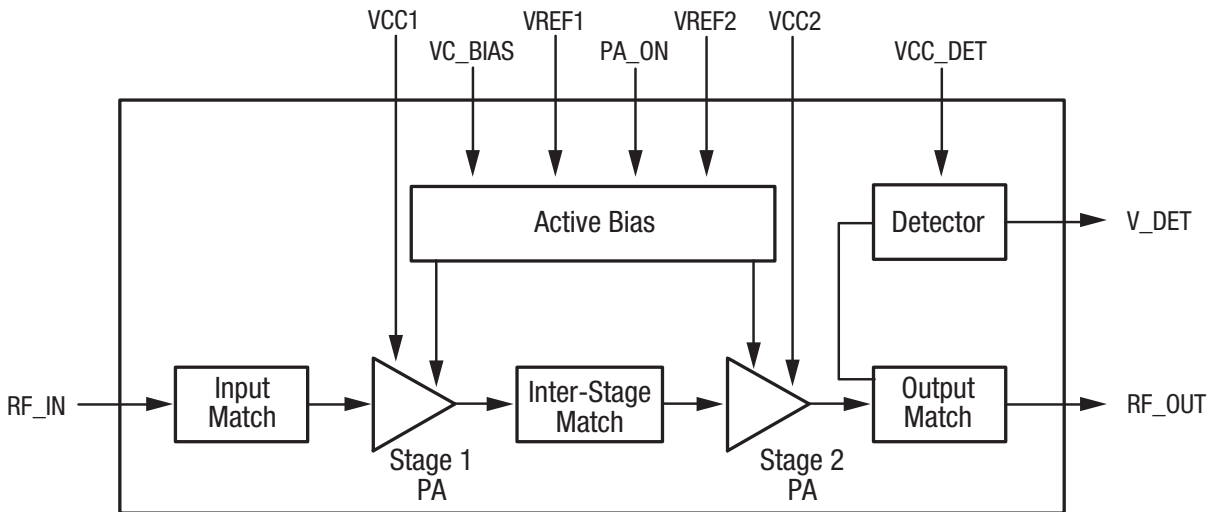 VCC1
VREF1
VREF2
VCC2
VC_BIAS
PA_ON
VCC_DET
Active Bias
Detector
V_DET
RF_IN
Input
Match
Inter-Stage
Match
Output
Match
RF_OUT
Stage 1
PA
Stage 2
PA